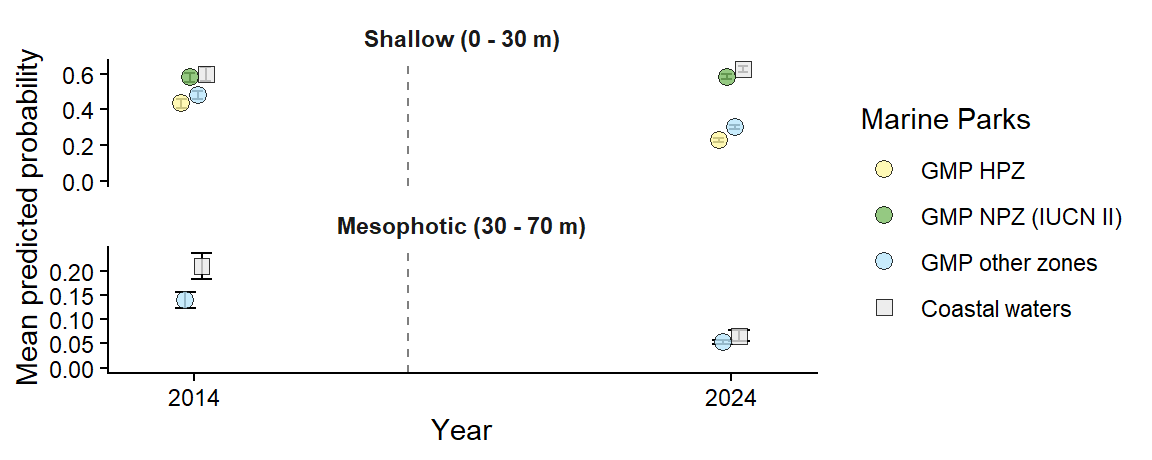 Shallow (0 - 30 m)
Mean predicted probability
0.6
0.4
0.2
0.0
Mesophotic (30 - 70 m)
0.20
0.15
0.10
0.05
0.00
2014
2024
Year
Marine Parks
GMP HPZ
GMP NPZ (IUCN II)
GMP other zones
Coastal waters